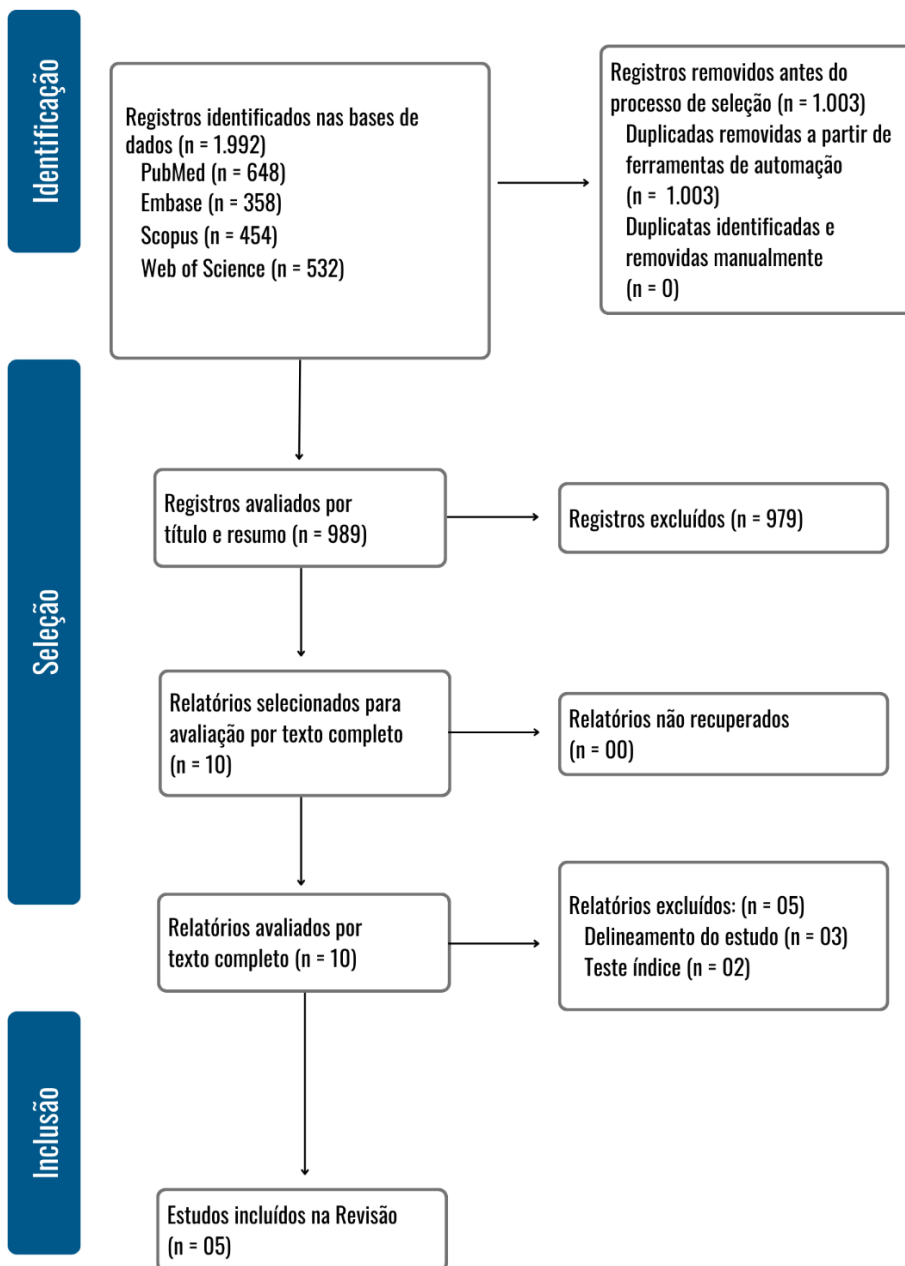 Identificação
Registros identificados nas bases de
dados (n = 1.992)
PubMed (n = 648)
Embase (n = 358)
Scopus (n = 454)
Web of Science (n = 532)
Registros removidos antes do
processo de seleção (n = 1.003)
Duplicadas removidas a partir de
ferramentas de automação
(n = 1.003)
Duplicatas identificadas e
removidas manualmente
(n = 0)
Seleção
Registros avaliados por
título e resumo (n = 989)
Registros excluídos (n = 979)
Relatórios selecionados para
avaliação por texto completo
(n = 10)
Relatórios não recuperados
(n = 00)
Relatórios avaliados por
texto completo (n = 10)
Relatórios excluídos: (n = 05)
Delineamento do estudo (n = 03)
Teste índice (n = 02)
Inclusão
Estudos incluídos na Revisão
(n = 05)